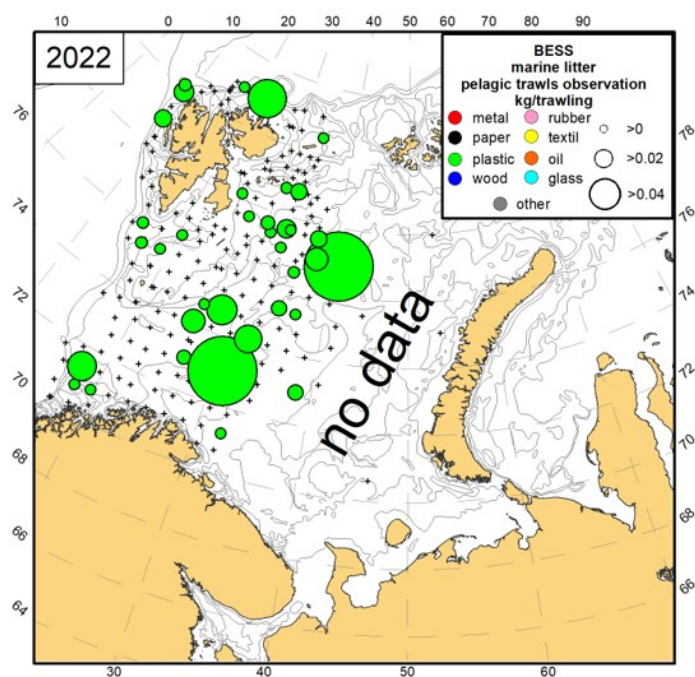 10 0 10 20 30 40 50 60 70 80 90
2022
BESS
marine litter
pelagic trawls observation
kg/trawling
metal rubber >0
paper textil
plastic oil >0.02
wood glass
other >0.04
76 78
74 76
72 74
no data
70 72
68 70
66 68
64 66
30 40 50 60